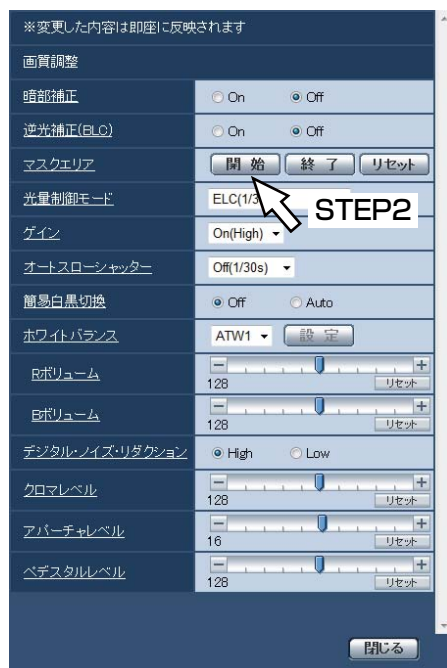 ※変更した内容は即座に反映されます
画質調整
暗部補正 On Off
逆光補正(BLC) On Off
マスクエリア 開 始 終 了 リセット
光量制御モード ELC(1/3
STEP2
ゲイン On(High)
オートスローシャッター Off(1/30s)
簡易白黒切換 Off Auto
ホワイトバランス ATW1 設 定
Rボリューム － +
128 リセット
Bボリューム － +
128 リセット
デジタル・ノイズ・リダクション High Low
クロマレベル － +
128 リセット
アパーチャレベル － +
16 リセット
ペデスタルレベル － +
128 リセット
閉じる